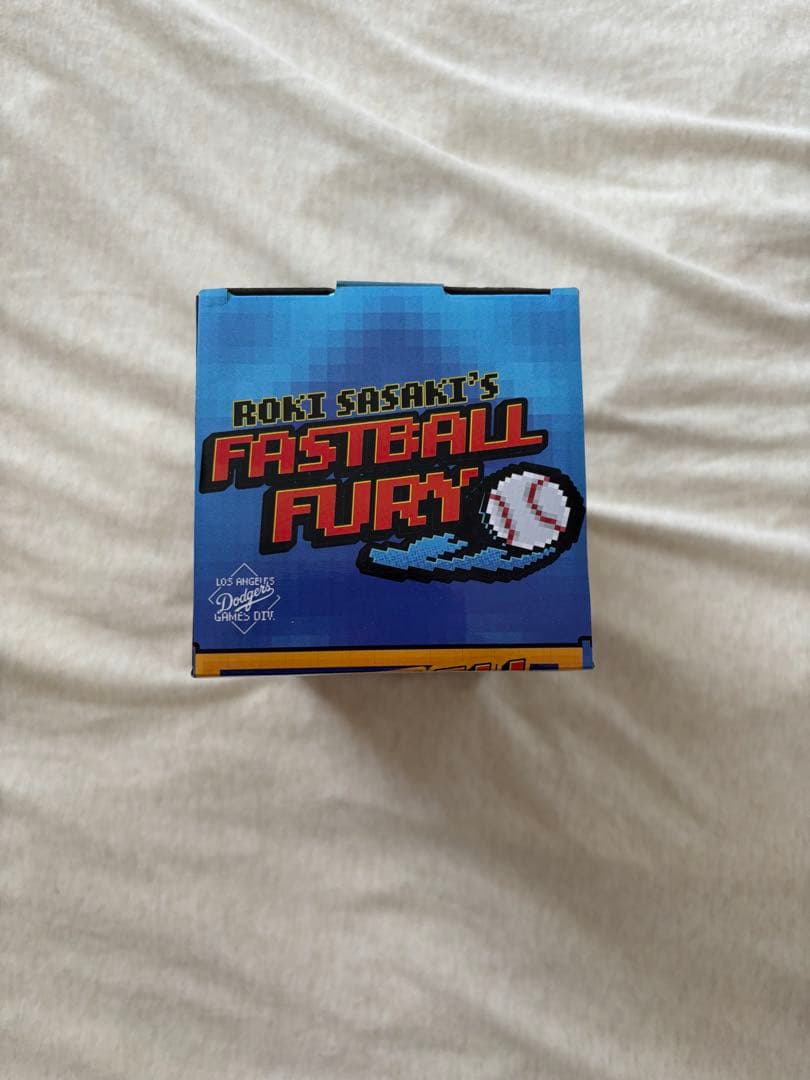 ROKI SASAKI'S
FASTBALL
FURY
LOS ANGELES
Dodgers
GAMES DIV.